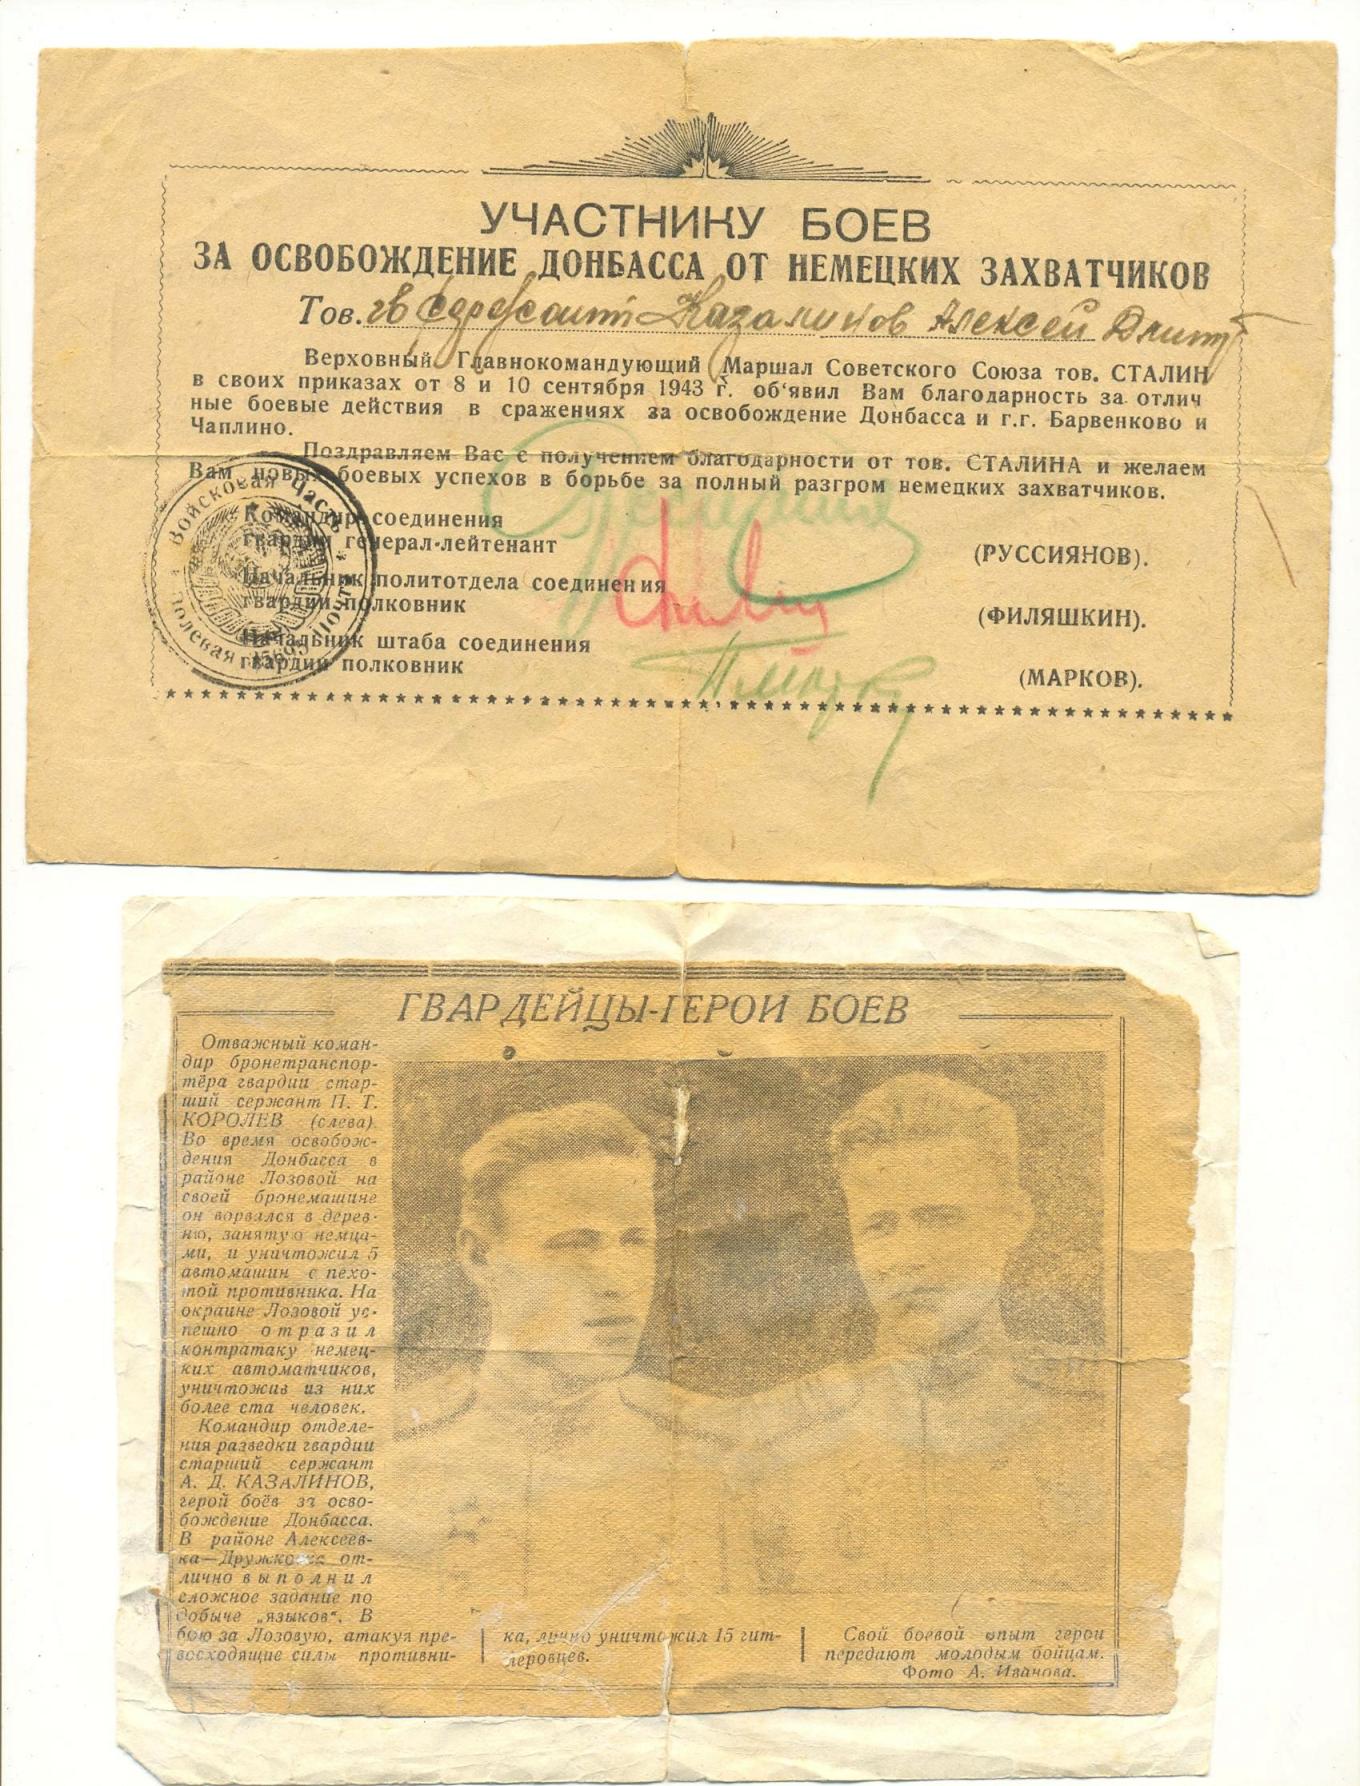 УЧАСТНИКУ БОЕВ
ЗА ОСВОБОЖДЕНИЕ ДОНБАССА ОТ НЕМЕЦКИХ ЗАХВАТЧИКОВ
Тов. гв сержант Казалинов Алексей Дмит
Верховный Главнокомандующий Маршал Советского Союза тов. СТАЛИН
в своих приказах от 8 и 10 сентября 1943 г. об‘явил Вам благодарность за отлич
ные боевые действия в сражениях за освобождение Донбасса и г.г. Барвенково и
Чаплино.
Поздравляем Вас с получением благодарности от тов. СТАЛИНА и желаем
Вам новых боевых успехов в борьбе за полный разгром немецких захватчиков.
Командир соединения
гвардии генерал-лейтенант
(РУССИЯНОВ).
Начальник политотдела соединения
гвардии полковник
(ФИЛЯШКИН).
Начальник штаба соединения
гвардии полковник
(МАРКОВ).
Войсковая Часть
Полевая Почта
ГВАРДЕЙЦЫ-ГЕРОИ БОЕВ
Отважный коман-
дир бронетранспор-
тёра гвардии стар-
ший сержант П. Т.
КОРОЛЕВ (слева).
Во время освобож-
дения Донбасса в
районе Лозовой на
своей бронемашине
он ворвался в дерев-
ню, занятую немца-
ми, и уничтожил 5
автомашин с пехо-
той противника. На
окраине Лозовой ус-
пешно отразил
контратаку немец-
ких автоматчиков,
уничтожив из них
более ста человек.
Командир отделе-
ния разведки гвардии
старший сержант
А. Д. КАЗАЛИНОВ,
герой боёв за осво-
бождение Донбасса.
В районе Алексеев-
ка—Дружковка от-
лично выполнил
сложное задание по
добыче „языков“. В
бою за Лозовую, атакуя пре-
восходящие силы противни-
ка, лично уничтожил 15 гит-
леровцев.
Свой боевой опыт герои
передают молодым бойцам.
Фото А. Иванова.